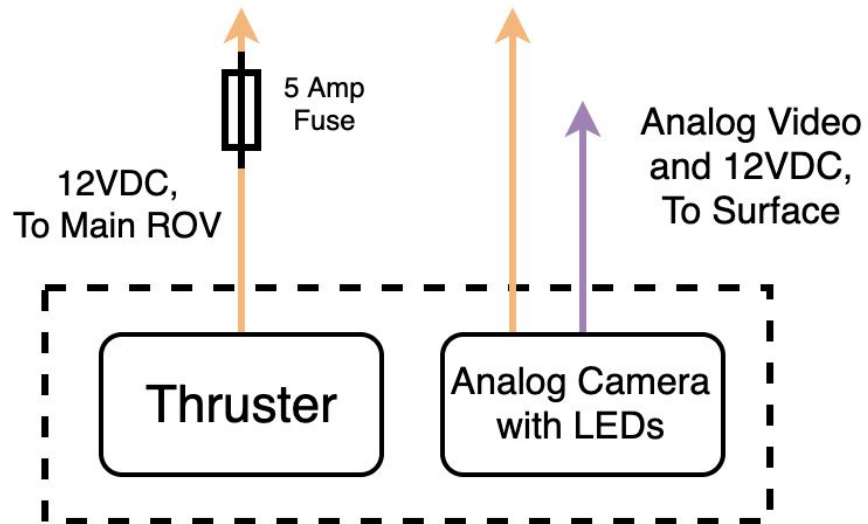 5 Amp
Fuse
12VDC,
To Main ROV
Analog Video
and 12VDC,
To Surface
Thruster
Analog Camera
with LEDs